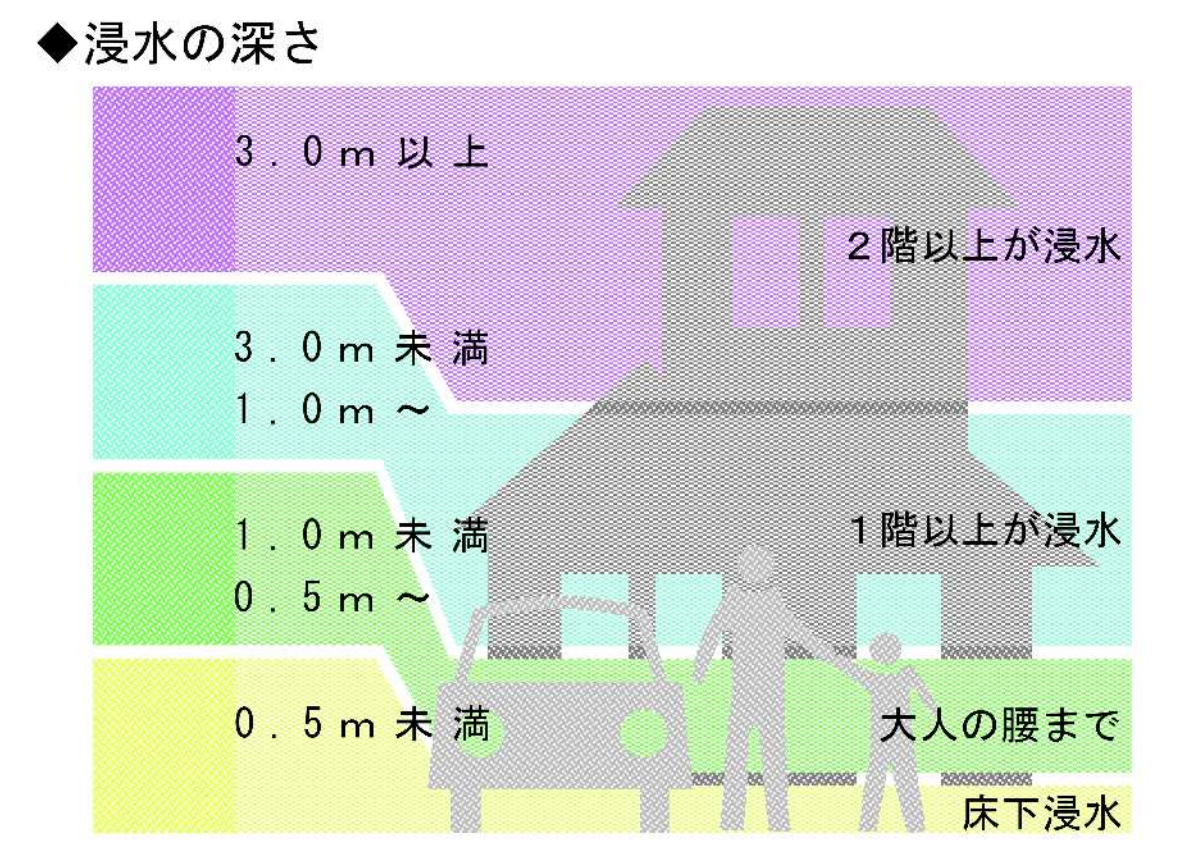 ◆浸水の深さ
3.0m以上
2階以上が浸水
3.0m未満
1.0m～
1階以上が浸水
1.0m未満
0.5m～
大人の腰まで
0.5m未満
床下浸水